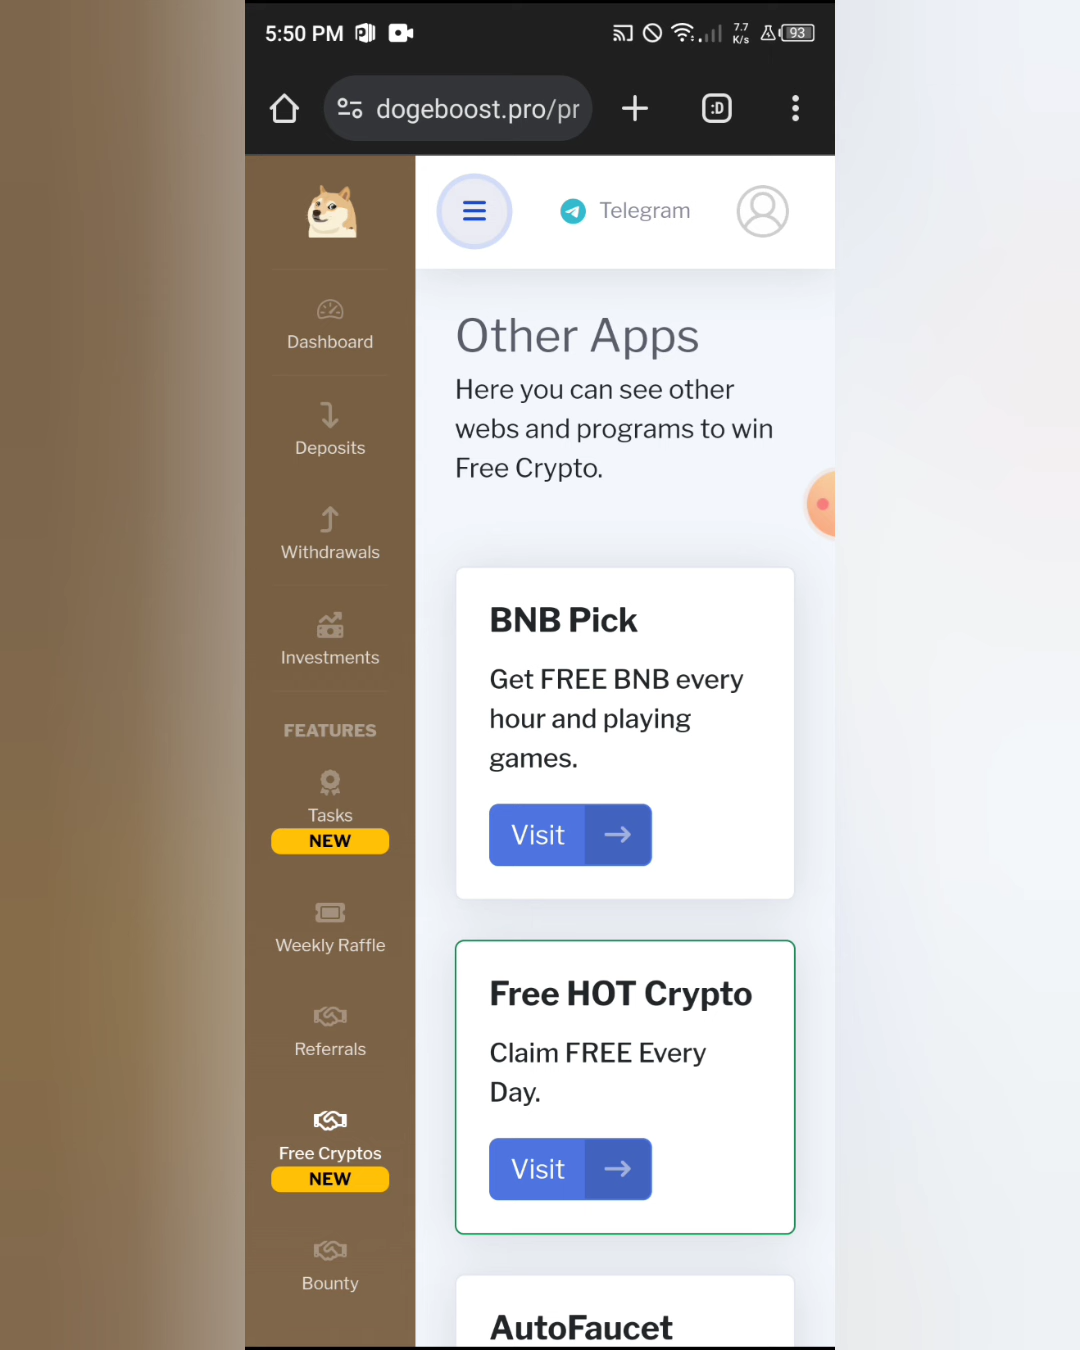 5:50 PM
7.7
K/s
93
dogeboost.pro/pr
:D
Telegram
Dashboard
Deposits
Withdrawals
Investments
FEATURES
Tasks
NEW
Weekly Raffle
Referrals
Free Cryptos
NEW
Bounty
Other Apps
Here you can see other
webs and programs to win
Free Crypto.
BNB Pick
Get FREE BNB every
hour and playing
games.
Visit
Free HOT Crypto
Claim FREE Every
Day.
Visit
AutoFaucet